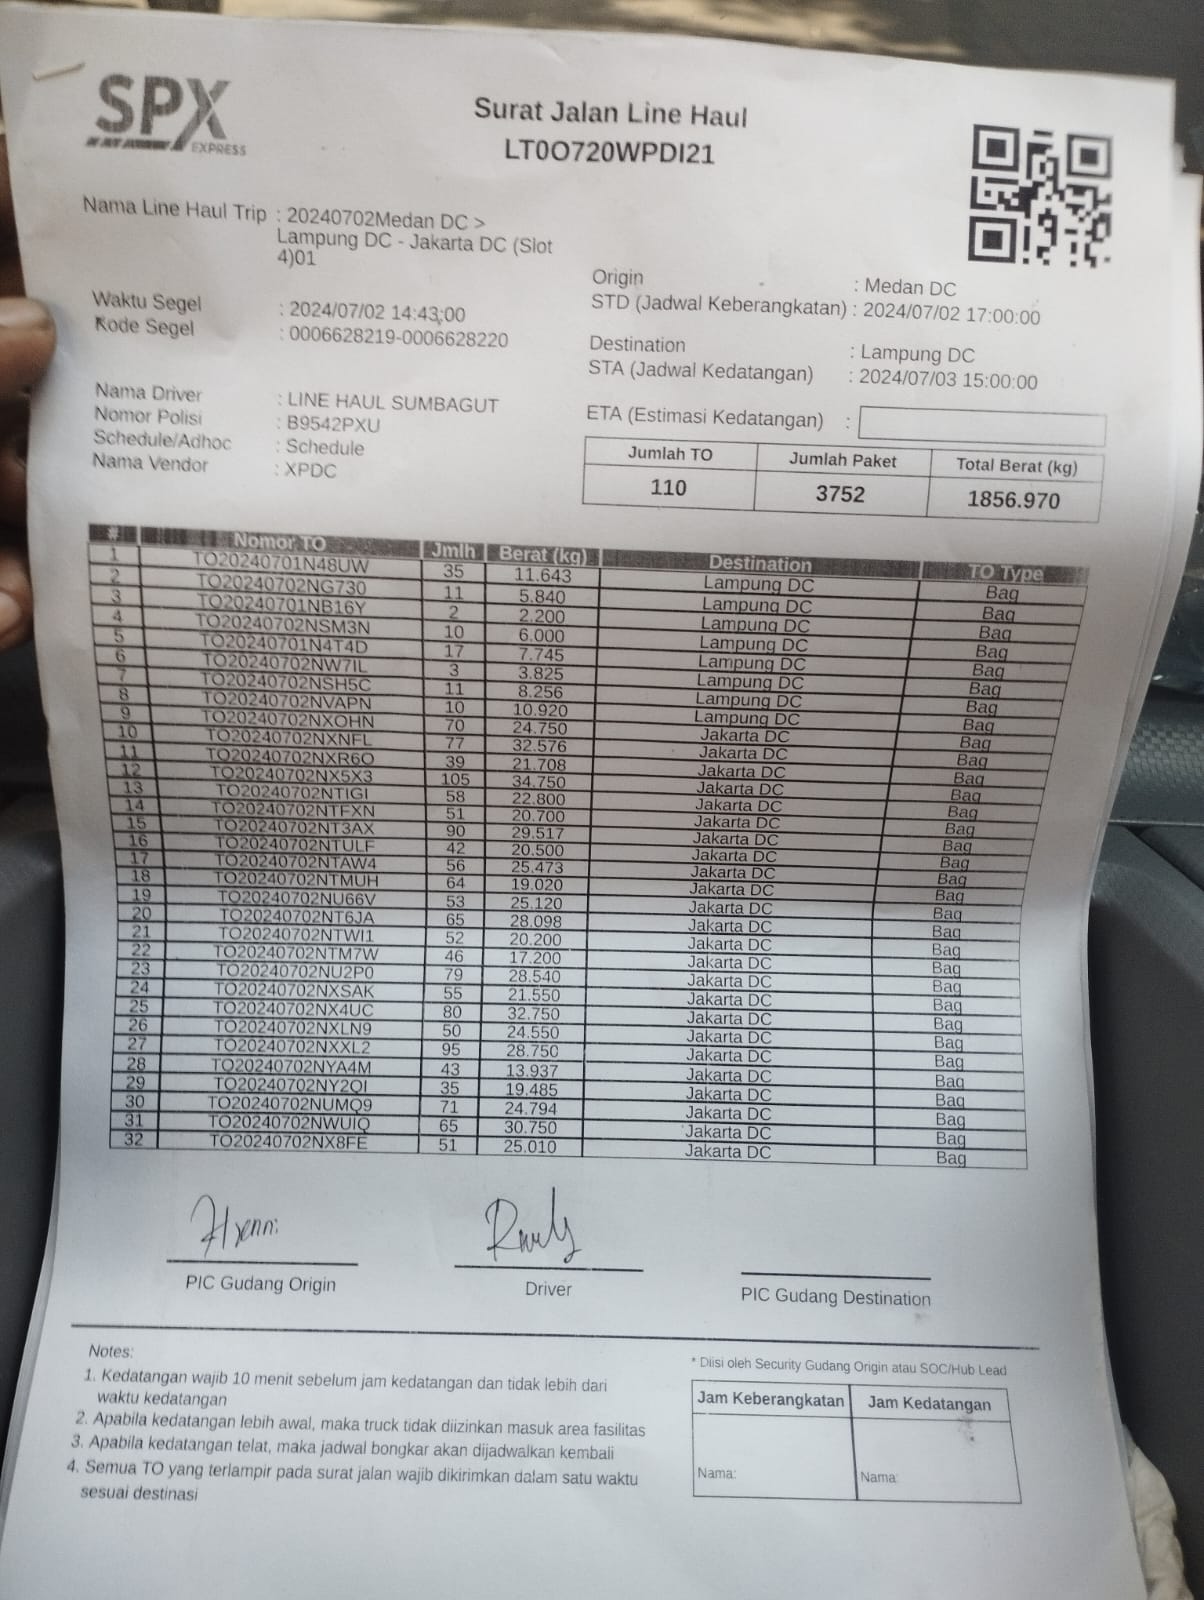 SPX
EXPRESS
Surat Jalan Line Haul
LT0O720WPDI21
Nama Line Haul Trip : 20240702Medan DC >
Lampung DC - Jakarta DC (Slot
4)01
Waktu Segel : 2024/07/02 14:43:00
Kode Segel : 0006628219-0006628220
Nama Driver : LINE HAUL SUMBAGUT
Nomor Polisi : B9542PXU
Schedule/Adhoc : Schedule
Nama Vendor : XPDC
Origin : Medan DC
STD (Jadwal Keberangkatan) : 2024/07/02 17:00:00
Destination : Lampung DC
STA (Jadwal Kedatangan) : 2024/07/03 15:00:00
ETA (Estimasi Kedatangan) :
Jumlah TO Jumlah Paket Total Berat (kg)
110 3752 1856.970
# Nomor TO Jmlh Berat (kg) Destination TO Type
1 TO20240701N48UW 35 11.643 Lampung DC Bag
2 TO20240702NG730 11 5.840 Lampung DC Bag
3 TO20240701NB16Y 2 2.200 Lampung DC Bag
4 TO20240702NSM3N 10 6.000 Lampung DC Bag
5 TO20240701N4T4D 17 7.745 Lampung DC Bag
6 TO20240702NW7IL 3 3.825 Lampung DC Bag
7 TO20240702NSH5C 11 8.256 Lampung DC Bag
8 TO20240702NVAPN 10 10.920 Lampung DC Bag
9 TO20240702NXOHN 70 24.750 Jakarta DC Bag
10 TO20240702NXNFL 77 32.576 Jakarta DC Bag
11 TO20240702NXR6O 39 21.708 Jakarta DC Bag
12 TO20240702NX5X3 105 34.750 Jakarta DC Bag
13 TO20240702NTIGI 58 22.800 Jakarta DC Bag
14 TO20240702NTFXN 51 20.700 Jakarta DC Bag
15 TO20240702NT3AX 90 29.517 Jakarta DC Bag
16 TO20240702NTULF 42 20.500 Jakarta DC Bag
17 TO20240702NTAW4 56 25.473 Jakarta DC Bag
18 TO20240702NTMUH 64 19.020 Jakarta DC Bag
19 TO20240702NU66V 53 25.120 Jakarta DC Bag
20 TO20240702NT6JA 65 28.098 Jakarta DC Bag
21 TO20240702NTWI1 52 20.200 Jakarta DC Bag
22 TO20240702NTM7W 46 17.200 Jakarta DC Bag
23 TO20240702NU2P0 79 28.540 Jakarta DC Bag
24 TO20240702NXSAK 55 21.550 Jakarta DC Bag
25 TO20240702NX4UC 80 32.750 Jakarta DC Bag
26 TO20240702NXLN9 50 24.550 Jakarta DC Bag
27 TO20240702NXXL2 95 28.750 Jakarta DC Bag
28 TO20240702NYA4M 43 13.937 Jakarta DC Bag
29 TO20240702NY2QI 35 19.485 Jakarta DC Bag
30 TO20240702NUMQ9 71 24.794 Jakarta DC Bag
31 TO20240702NWUIQ 65 30.750 Jakarta DC Bag
32 TO20240702NX8FE 51 25.010 Jakarta DC Bag
PIC Gudang Origin Driver PIC Gudang Destination
Notes:
1. Kedatangan wajib 10 menit sebelum jam kedatangan dan tidak lebih dari
waktu kedatangan
2. Apabila kedatangan lebih awal, maka truck tidak diizinkan masuk area fasilitas
3. Apabila kedatangan telat, maka jadwal bongkar akan dijadwalkan kembali
4. Semua TO yang terlampir pada surat jalan wajib dikirimkan dalam satu waktu
sesuai destinasi
* Diisi oleh Security Gudang Origin atau SOC/Hub Lead
Jam Keberangkatan Jam Kedatangan
Nama: Nama: